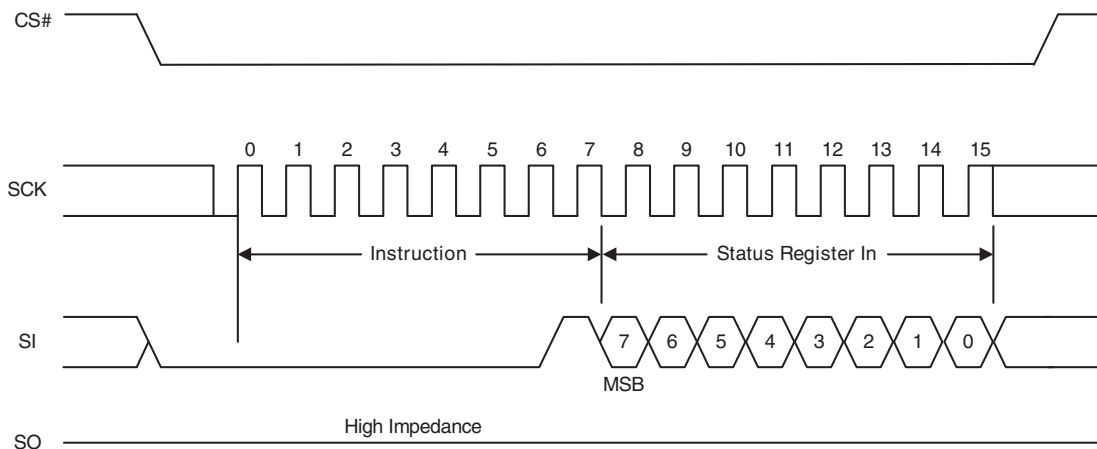 CS#
0 1 2 3 4 5 6 7 8 9 10 11 12 13 14 15
SCK
Instruction Status Register In
SI 7 6 5 4 3 2 1 0
MSB
High Impedance
SO